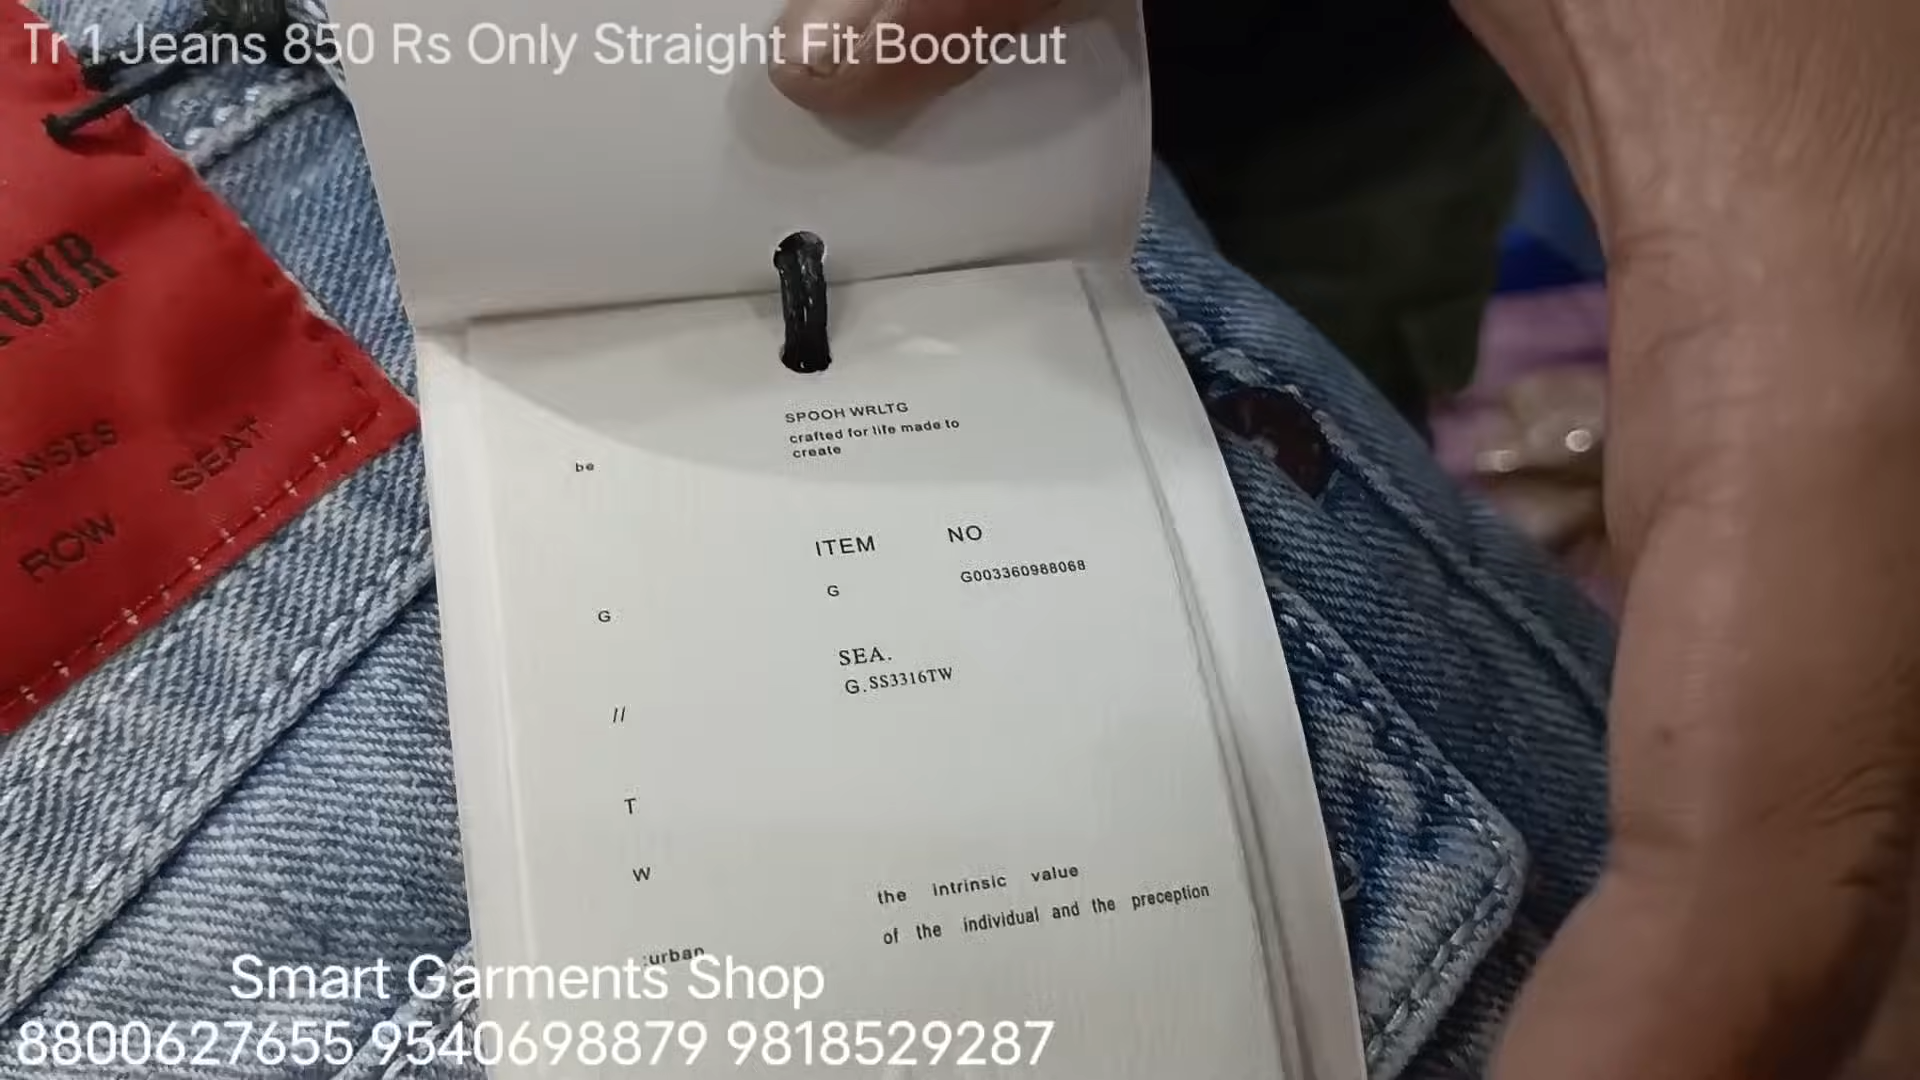 Tr 1 Jeans 850 Rs Only Straight Fit Bootcut
SEAT
ROW
SPOOH WRLTG
crafted for life made to
create
be
ITEM NO
G G003360988068
G
SEA.
G.SS3316TW
//
T
W
the intrinsic value
of the individual and the preception
:urban
Smart Garments Shop
8800627655 9540698879 9818529287